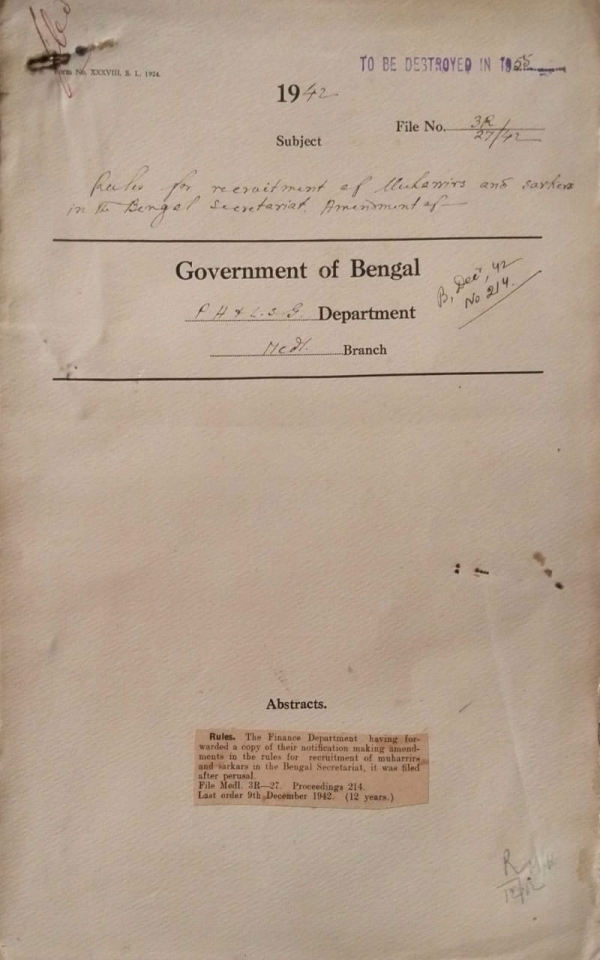 Filed
Form No. XXXVIII, S. I., 1924.
TO BE DESTROYED IN 1955
1942
File No. 3R/27/42
Subject
Rules for recruitment of Muharrirs and sarkars
in the Bengal Secretariat. Amendment of—
Government of Bengal
P H & L. S. G. Department
B, Dec', 42
No 214.
Medl. Branch
Abstracts.
Rules. The Finance Department having for-
warded a copy of their notification making amend-
ments in the rules for recruitment of muharrirs
and sarkars in the Bengal Secretariat, it was filed
after perusal.
File Medl. 3R—27. Proceedings 214.
Last order 9th December 1942. (12 years.)
R